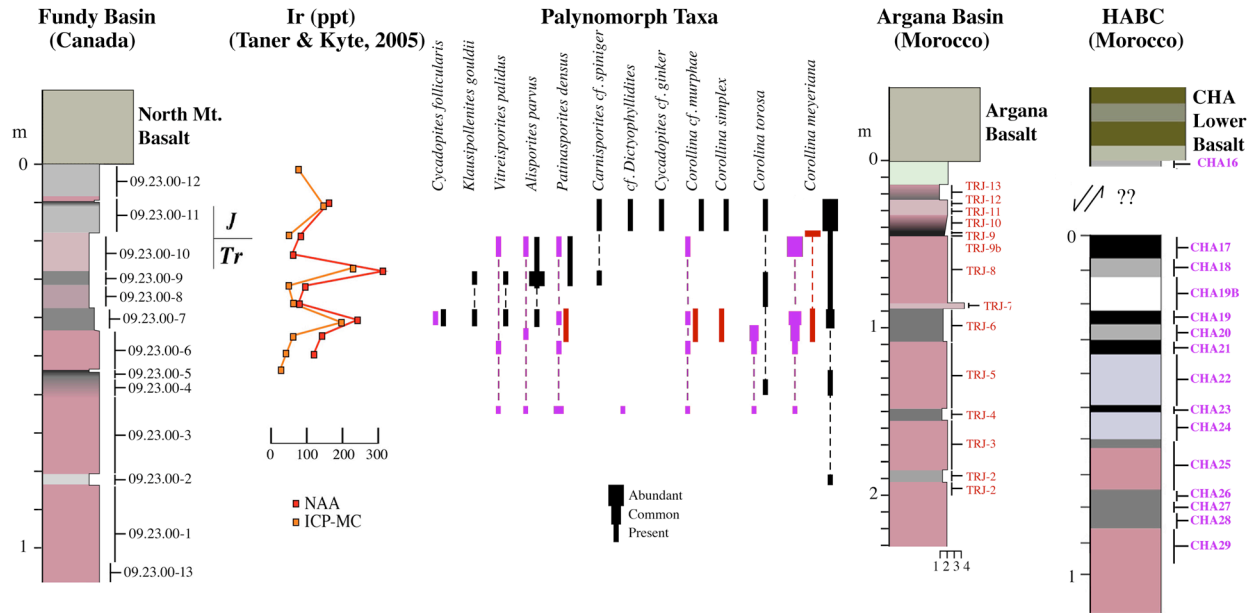 Fundy Basin
(Canada)
Ir (ppt)
(Taner & Kyte, 2005)
Palynomorph Taxa
Argana Basin
(Morocco)
HABC
(Morocco)
Cycadopites follicularis
Klausipollenites gouldii
Vitreisporites palidus
Alisporites parvus
Patinasporites densus
Carnisporites cf. spiniger
cf. Dictyophyllidites
Cycadopites cf. ginker
Corollina cf. murphae
Corollina simplex
Corolina torosa
Corollina meyeriana
North Mt.
Basalt
m
0
1
09.23.00-12
09.23.00-11
09.23.00-10
09.23.00-9
09.23.00-8
09.23.00-7
09.23.00-6
09.23.00-5
09.23.00-4
09.23.00-3
09.23.00-2
09.23.00-1
09.23.00-13
J
Tr
0 100 200 300
NAA
ICP-MC
Abundant
Common
Present
Argana
Basalt
m
0
1
2
TRJ-13
TRJ-12
TRJ-11
TRJ-10
TRJ-9
TRJ-9b
TRJ-8
TRJ-7
TRJ-6
TRJ-5
TRJ-4
TRJ-3
TRJ-2
TRJ-2
1 2 3 4
CHA
Lower
Basalt
CHA16
??
0
1
CHA17
CHA18
CHA19B
CHA19
CHA20
CHA21
CHA22
CHA23
CHA24
CHA25
CHA26
CHA27
CHA28
CHA29